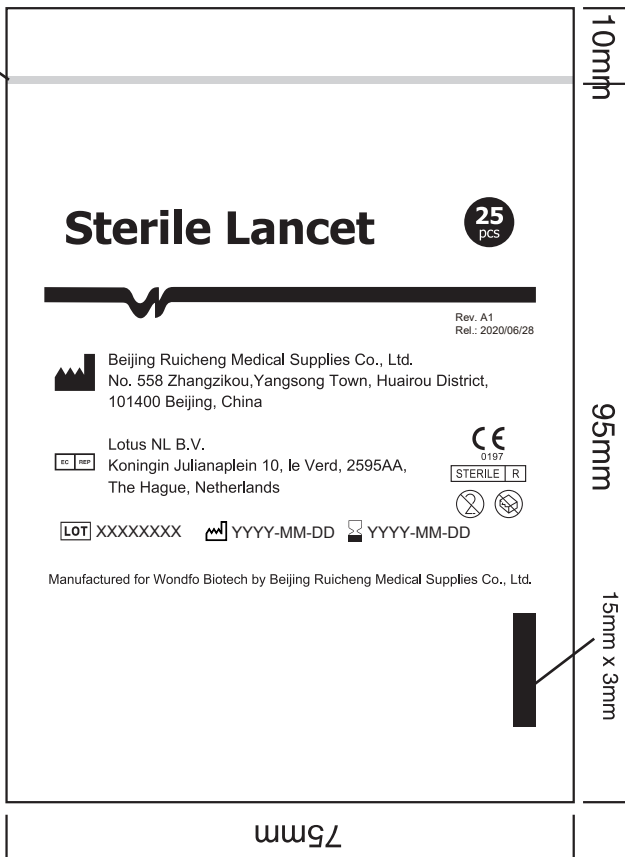 10mm
Sterile Lancet
25
pcs
Rev. A1
Rel.: 2020/06/28
Beijing Ruicheng Medical Supplies Co., Ltd.
No. 558 Zhangzikou,Yangsong Town, Huairou District,
101400 Beijing, China
EC REP
Lotus NL B.V.
Koningin Julianaplein 10, le Verd, 2595AA,
The Hague, Netherlands
CE
0197
STERILE R
2
LOT XXXXXXXX YYYY-MM-DD YYYY-MM-DD
Manufactured for Wondfo Biotech by Beijing Ruicheng Medical Supplies Co., Ltd.
95mm
15mm x 3mm
75mm